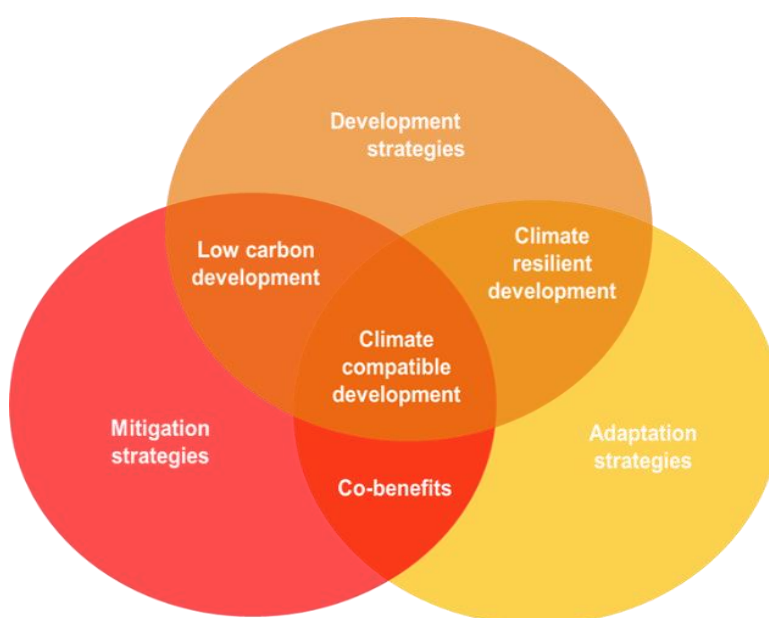 Development
strategies
Low carbon
development
Climate
resilient
development
Climate
compatible
development
Mitigation
strategies
Adaptation
strategies
Co-benefits